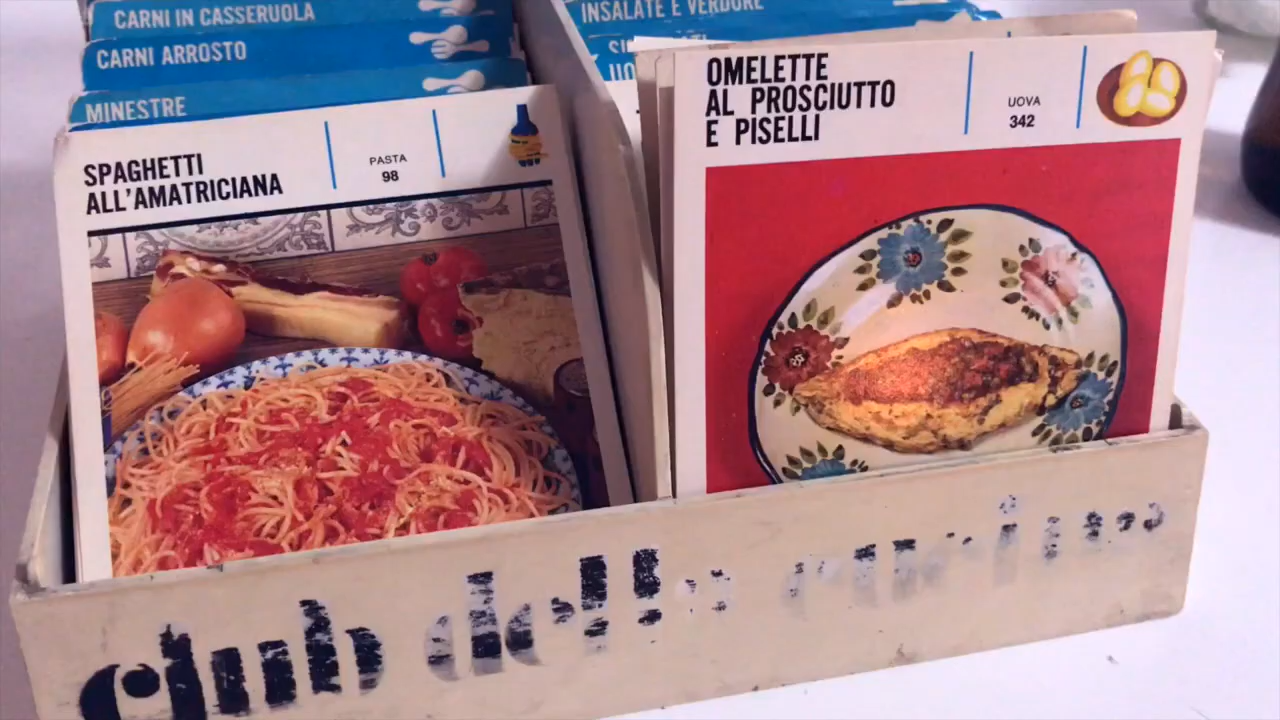 CARNI IN CASSERUOLA
CARNI ARROSTO
MINESTRE
SPAGHETTI
ALL'AMATRICIANA
PASTA
98
INSALATE E VERDURE
OMELETTE
AL PROSCIUTTO
E PISELLI
UOVA
342
club delle